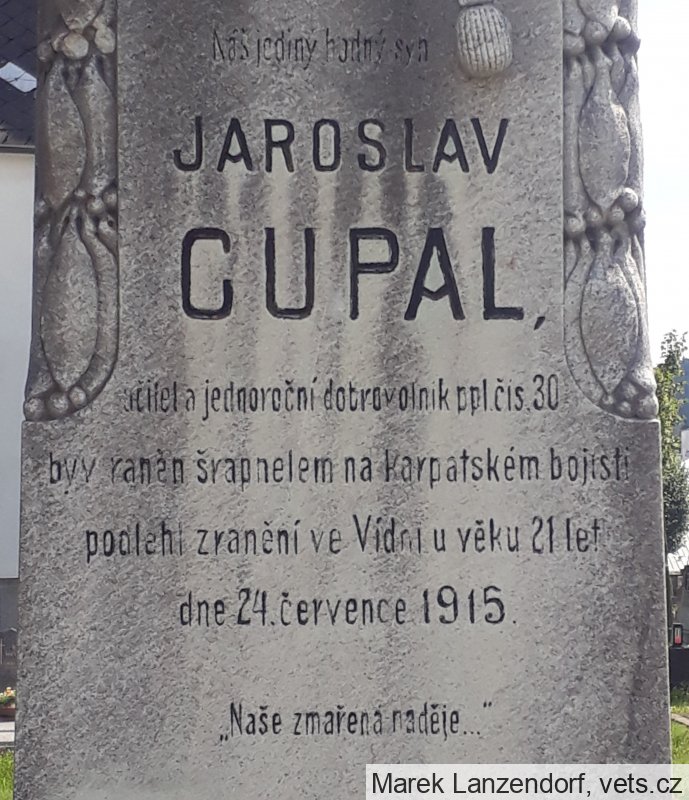 Náš jediný hodný syn
JAROSLAV
CUPAL,
učitel a jednoroční dobrovolník ppl. čís. 30
byv raněn šrapnelem na karpatském bojišti
podlehl zranění ve Vídni u věku 21 let
dne 24. července 1915.
„Naše zmařená naděje..."
Marek Lanzendorf, vets.cz